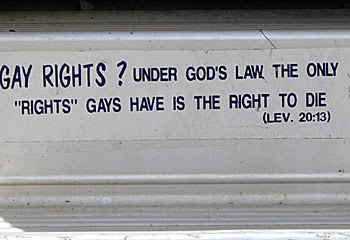 GAY RIGHTS? UNDER GOD'S LAW, THE ONLY
"RIGHTS" GAYS HAVE IS THE RIGHT TO DIE
(LEV. 20:13)